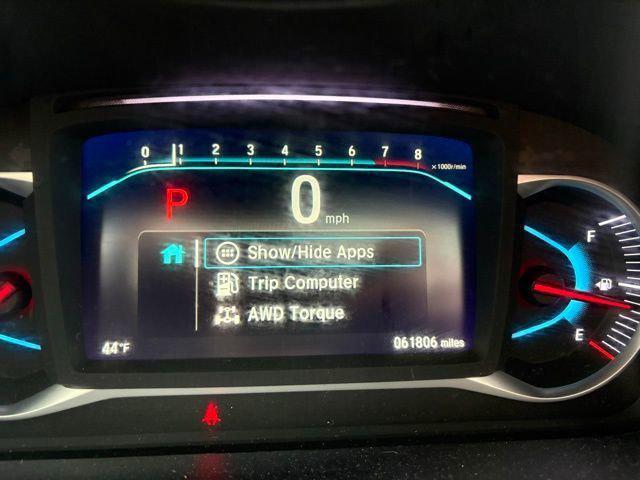 0 1 2 3 4 5 6 7 8 ×1000r/min
P
0 mph
Show/Hide Apps
Trip Computer
AWD Torque
44°F
061806 miles
F
E